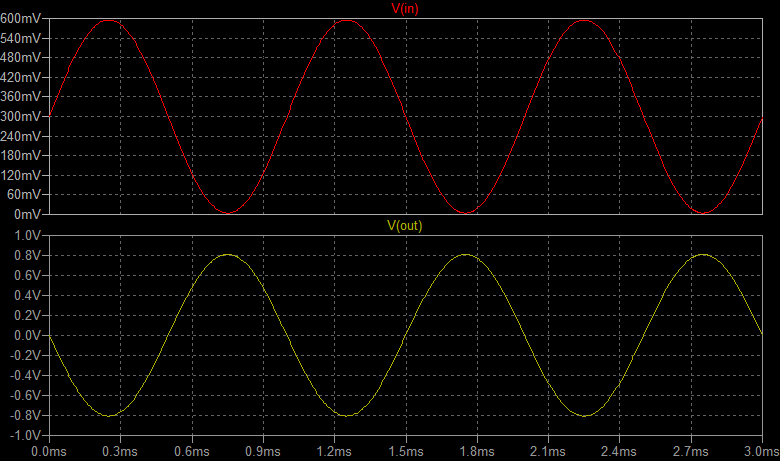 V(in)
600mV
540mV
480mV
420mV
360mV
300mV
240mV
180mV
120mV
60mV
0mV
V(out)
1.0V
0.8V
0.6V
0.4V
0.2V
0.0V
-0.2V
-0.4V
-0.6V
-0.8V
-1.0V
0.0ms 0.3ms 0.6ms 0.9ms 1.2ms 1.5ms 1.8ms 2.1ms 2.4ms 2.7ms 3.0ms